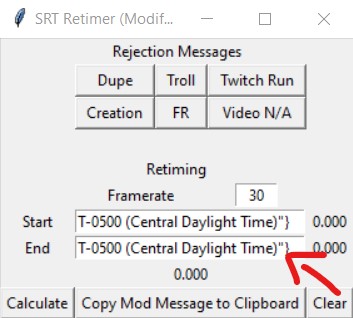 SRT Retimer (Modif...
Rejection Messages
Dupe Troll Twitch Run
Creation FR Video N/A
Retiming
Framerate 30
Start T-0500 (Central Daylight Time)"} 0.000
End T-0500 (Central Daylight Time)"} 0.000
0.000
Calculate Copy Mod Message to Clipboard Clear